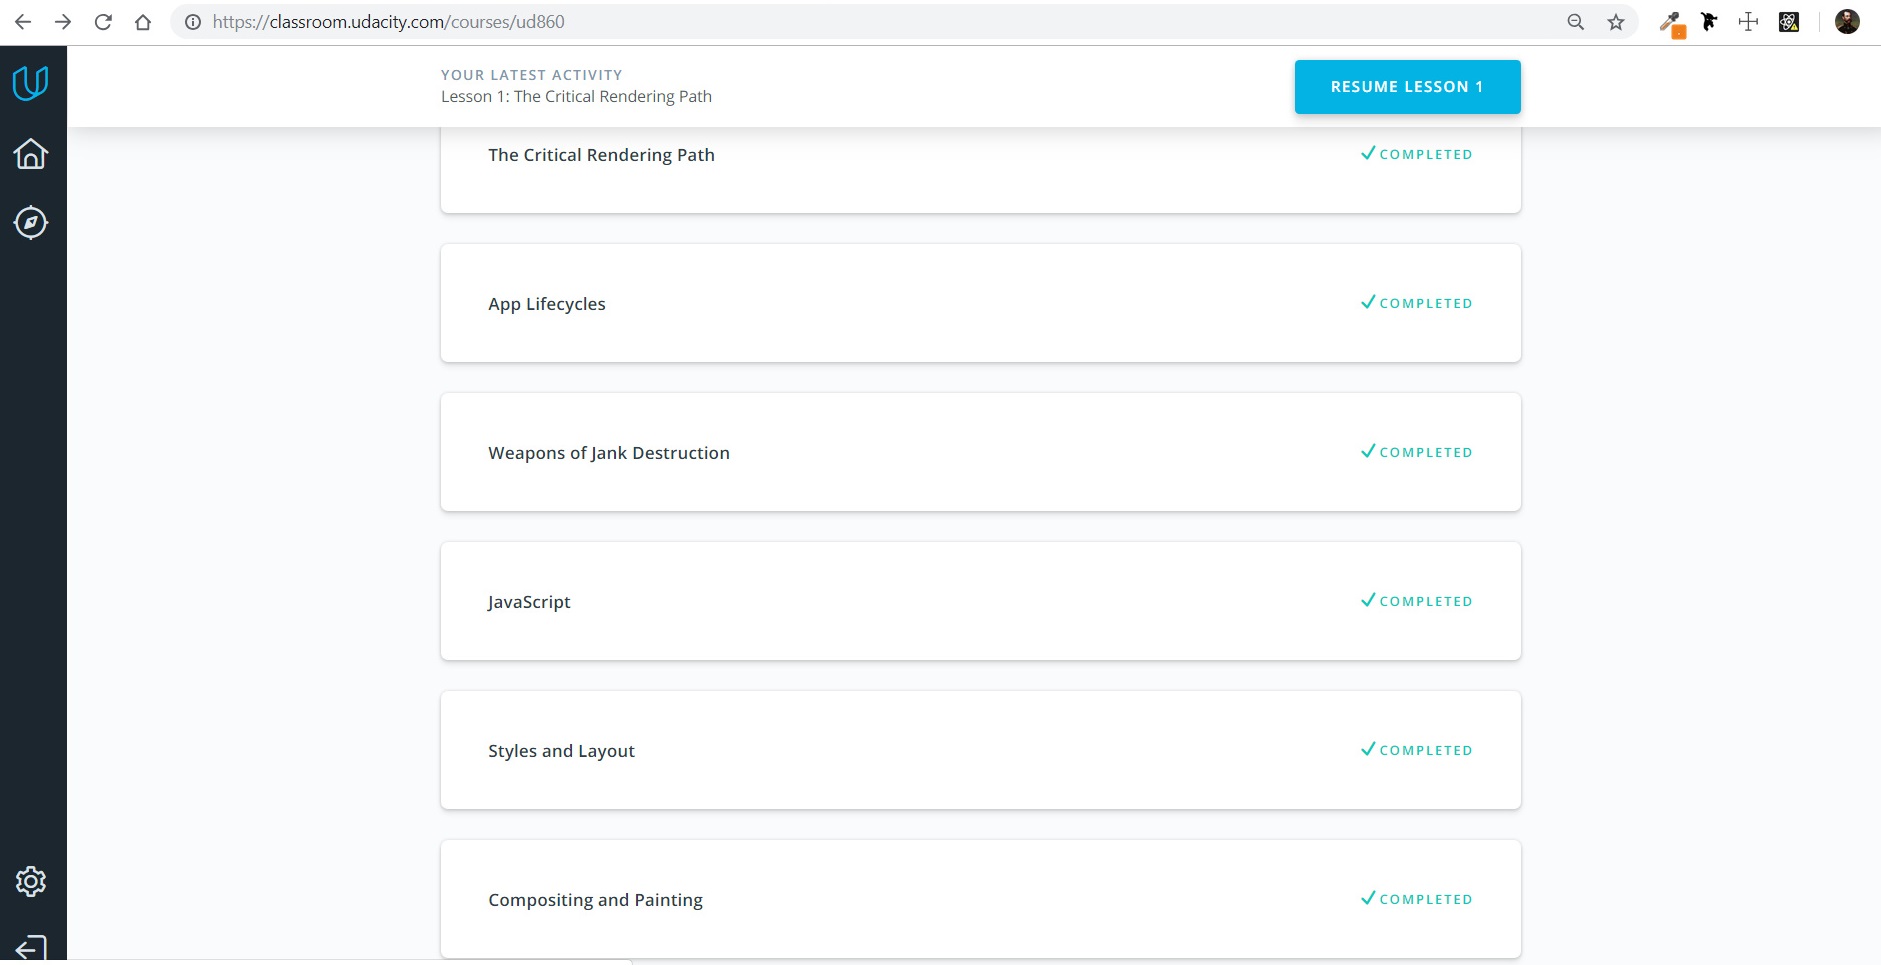 https://classroom.udacity.com/courses/ud860
YOUR LATEST ACTIVITY
Lesson 1: The Critical Rendering Path
RESUME LESSON 1
The Critical Rendering Path
COMPLETED
App Lifecycles
COMPLETED
Weapons of Jank Destruction
COMPLETED
JavaScript
COMPLETED
Styles and Layout
COMPLETED
Compositing and Painting
COMPLETED